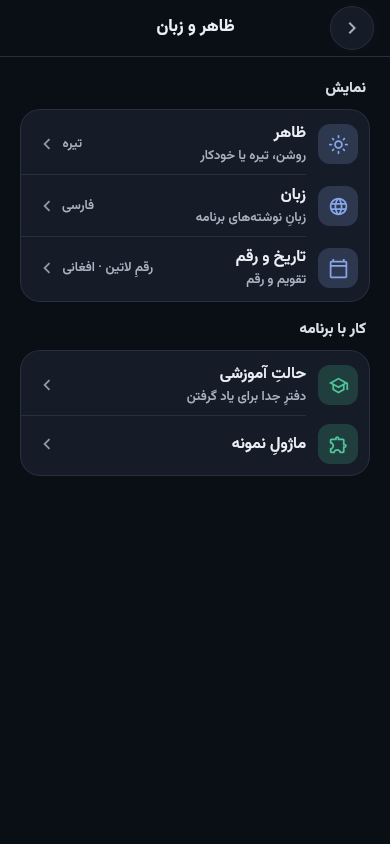 ظاهر و زبان
نمایش
ظاهر
روشن، تیره یا خودکار
تیره
زبان
زبانِ نوشته‌های برنامه
فارسی
تاریخ و رقم
تقویم و رقم
رقمِ لاتین · افغانی
کار با برنامه
حالتِ آموزشی
دفترِ جدا برای یاد گرفتن
ماژولِ نمونه